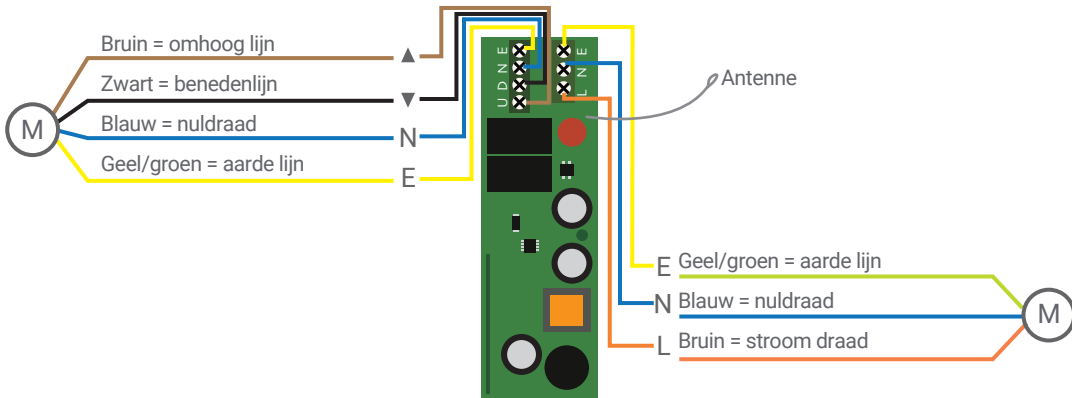 Bruin = omhoog lijn
▲
Zwart = benedenlijn
▼
M
Blauw = nuldraad
N
Geel/groen = aarde lijn
E
U D N E
L N E
Antenne
E
Geel/groen = aarde lijn
N
Blauw = nuldraad
M
L
Bruin = stroom draad